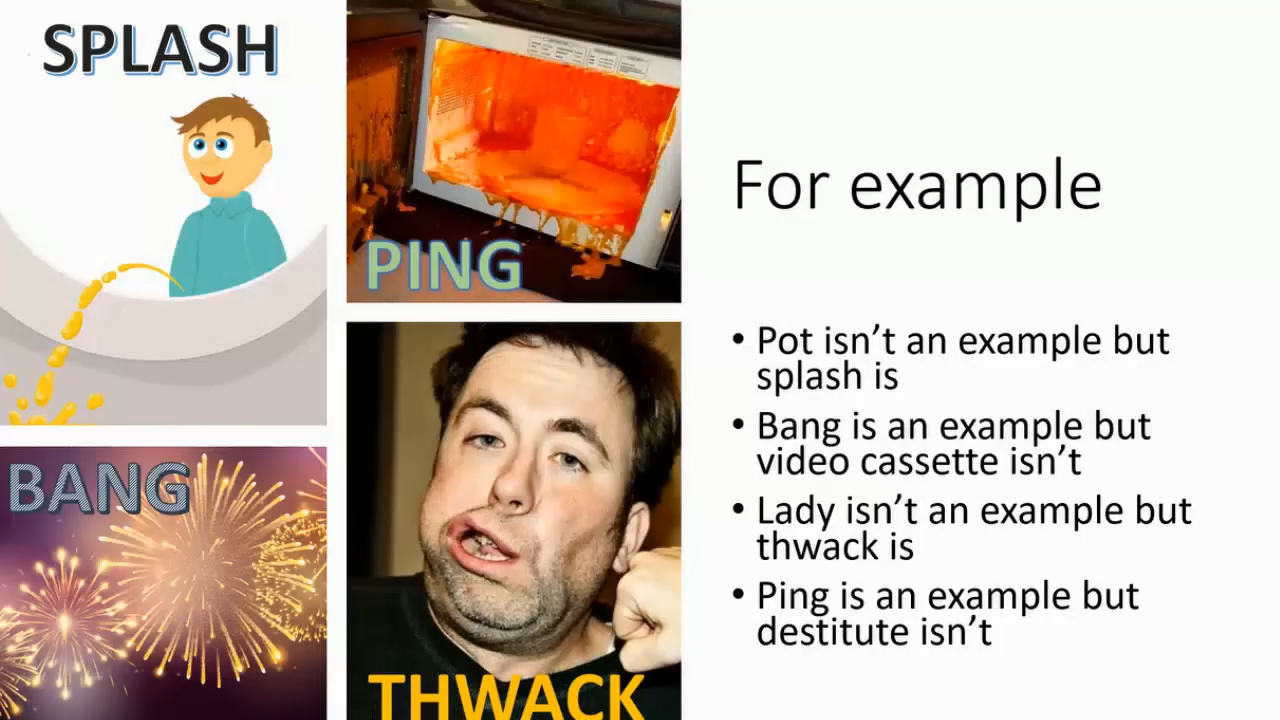 SPLASH
PING
BANG
THWACK
For example
• Pot isn’t an example but
splash is
• Bang is an example but
video cassette isn’t
• Lady isn’t an example but
thwack is
• Ping is an example but
destitute isn’t